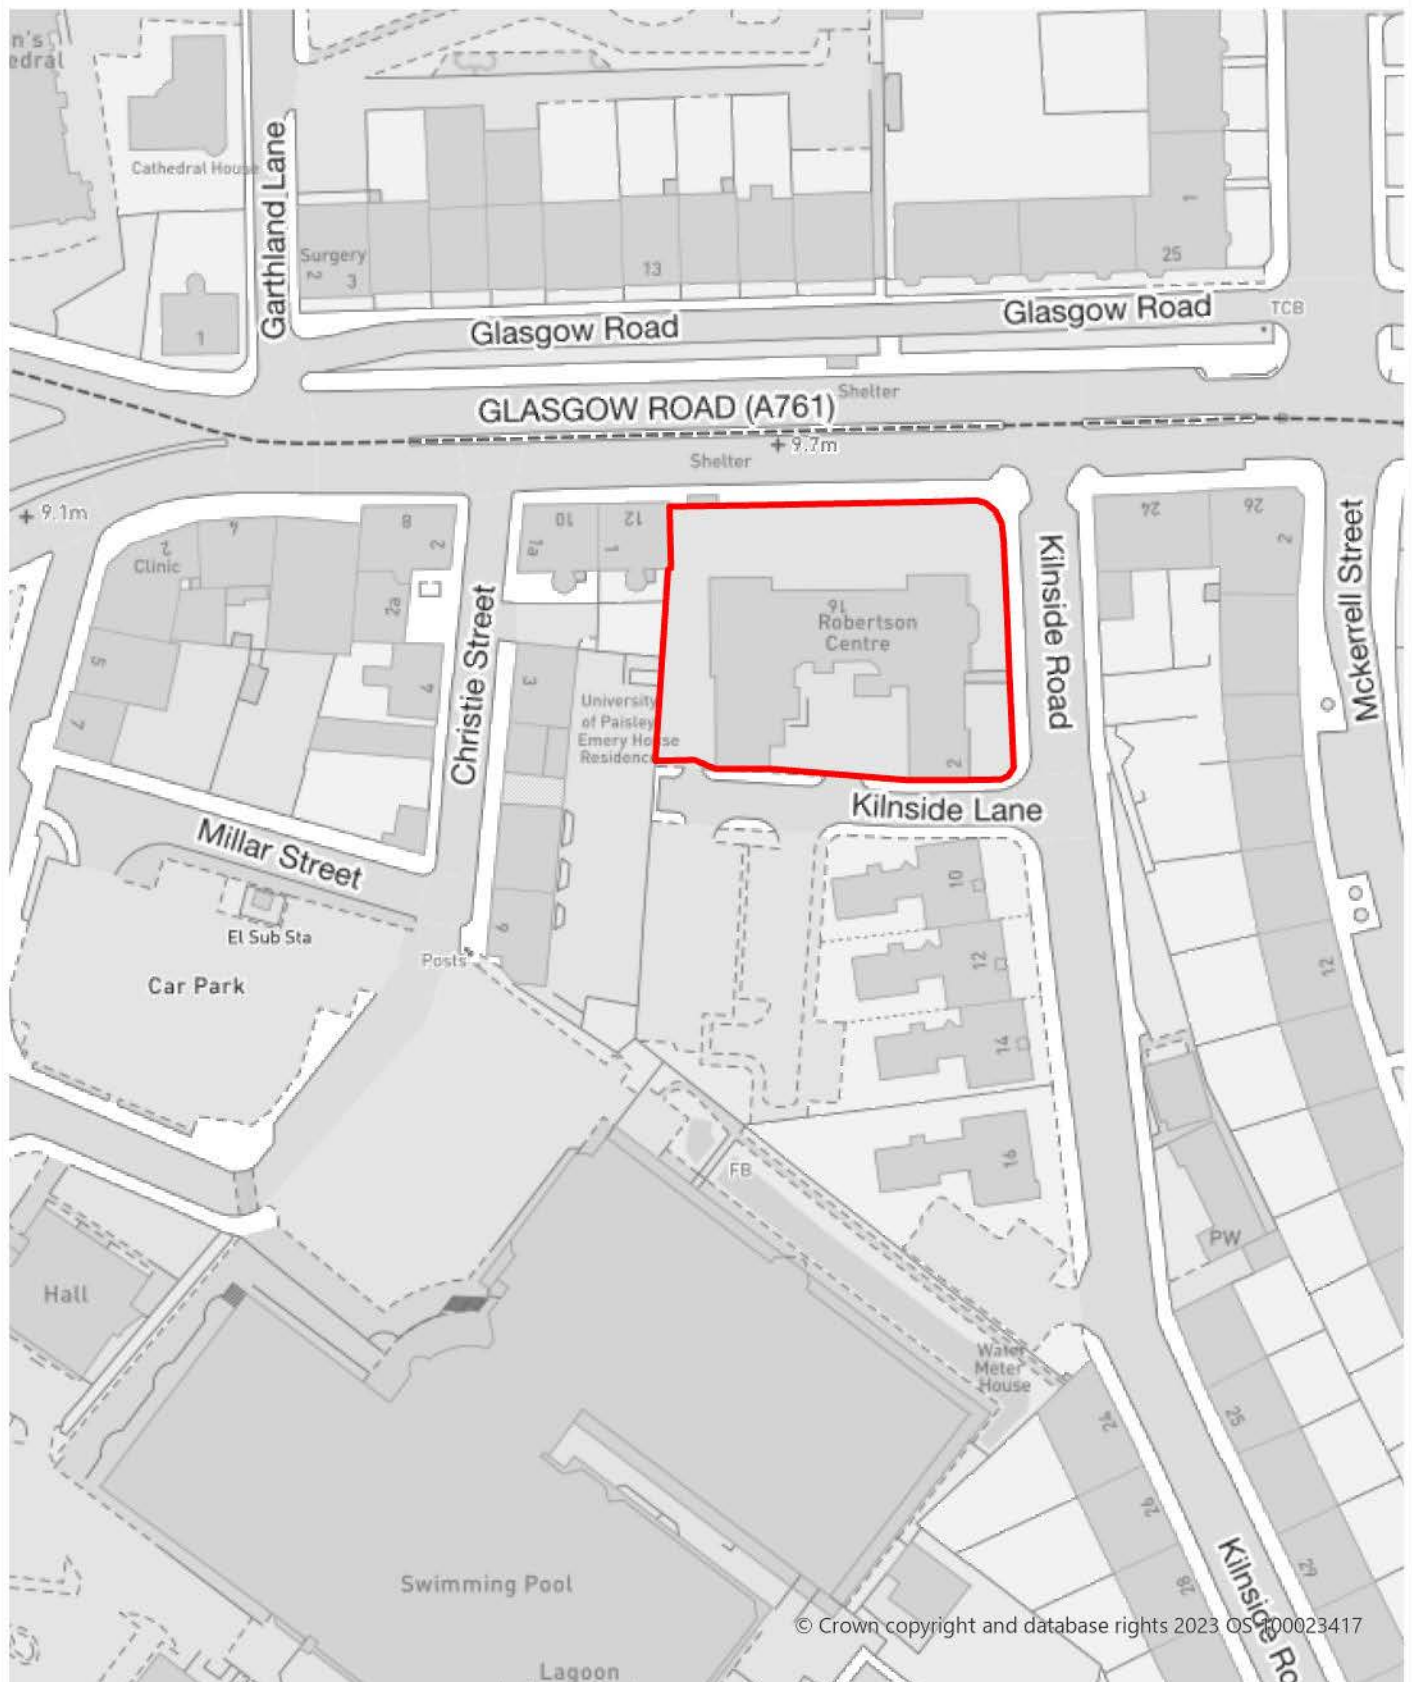 n's
edral
Cathedral House
Garthland Lane
Surgery
2
3
13
1
25
1
Glasgow Road
Glasgow Road
TCB
Shelter
GLASGOW ROAD (A761)
9.7m
Shelter
9.1m
2
Clinic
4
8
2
2a
5
7
4
Christie Street
10
12
1a
1
3
University
of Paisley
Emery House
Residence
16
Robertson
Centre
2
Kilnside Road
24
26
2
Mckerrell Street
Kilnside Lane
Millar Street
El Sub Sta
Car Park
Posts
9
10
12
14
16
12
FB
PW
Hall
Water
Meter
House
24
25
26
28
29
Kilnside Ro
Swimming Pool
© Crown copyright and database rights 2023 OS 100023417
Lagoon